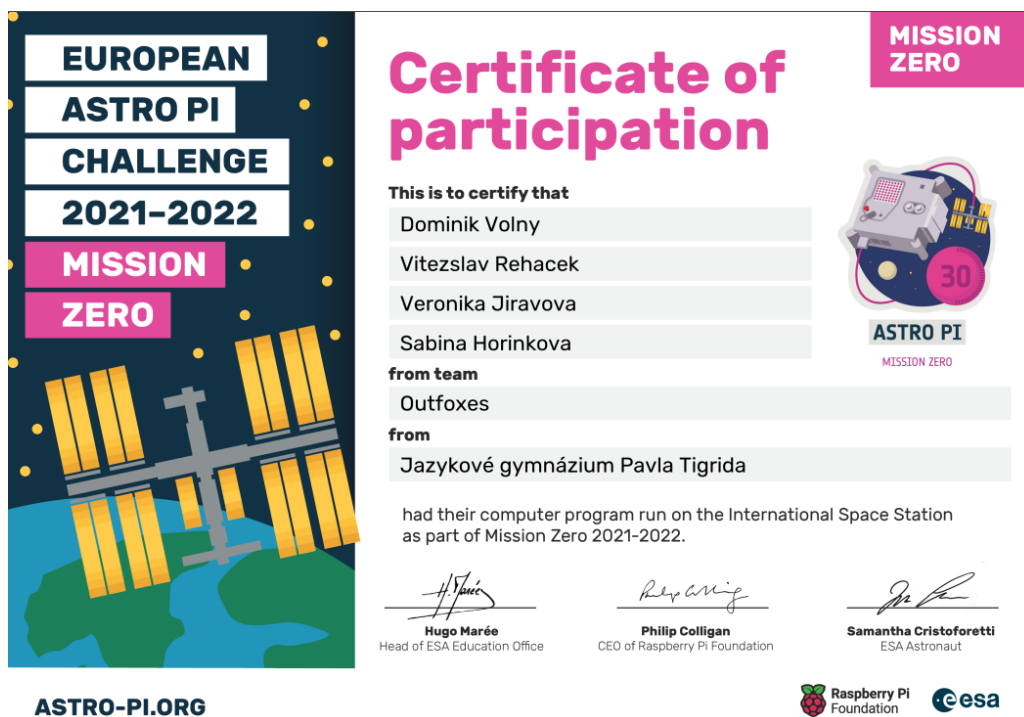 EUROPEAN
ASTRO PI
CHALLENGE
2021–2022
MISSION
ZERO
Certificate of
participation
MISSION
ZERO
This is to certify that
Dominik Volny
Vitezslav Rehacek
Veronika Jiravova
Sabina Horinkova
30
ASTRO PI
MISSION ZERO
from team
Outfoxes
from
Jazykové gymnázium Pavla Tigrida
had their computer program run on the International Space Station
as part of Mission Zero 2021-2022.
H. Marée
Hugo Marée
Head of ESA Education Office
Philip Colligan
CEO of Raspberry Pi Foundation
Samantha Cristoforetti
ESA Astronaut
ASTRO-PI.ORG
Raspberry Pi
Foundation
esa